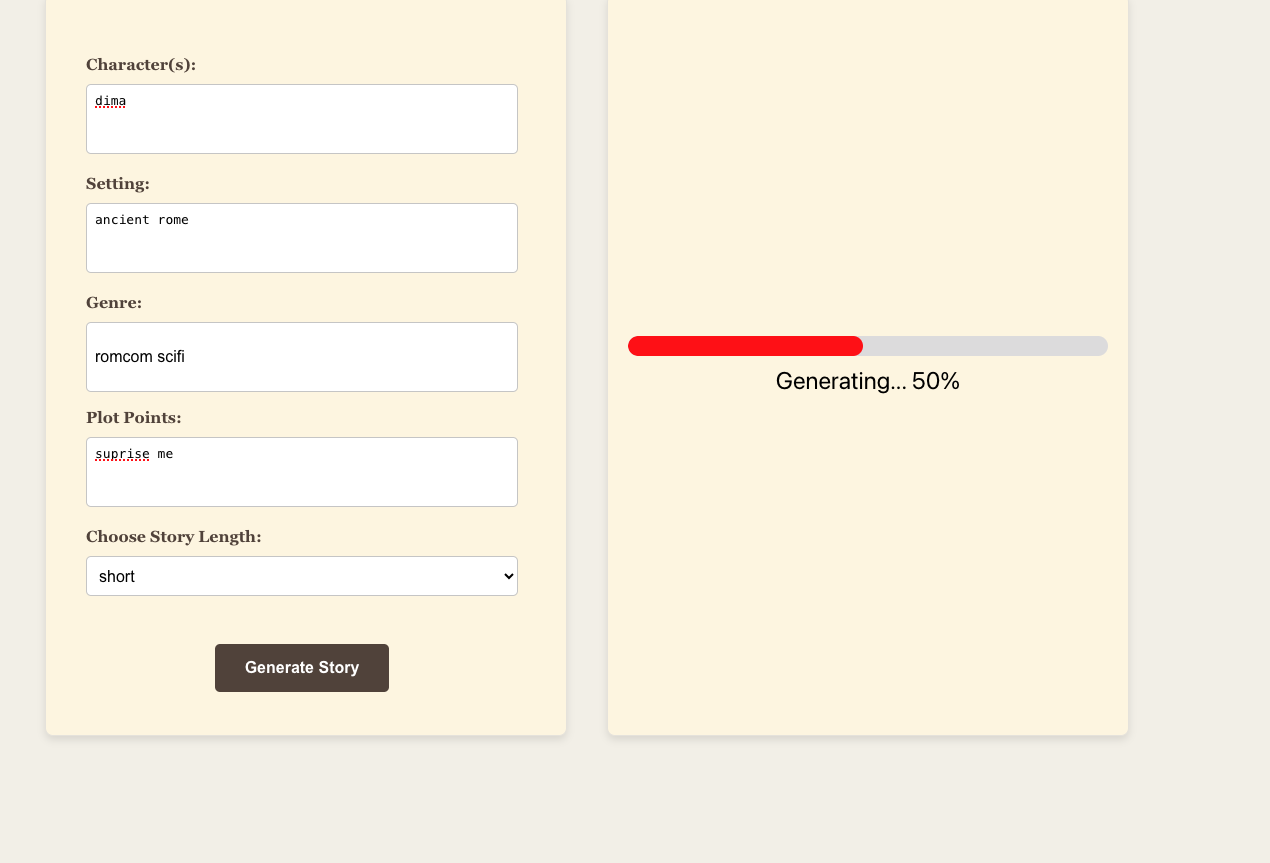 Character(s):
dima
Setting:
ancient rome
Genre:
romcom scifi
Plot Points:
suprise me
Choose Story Length:
short
Generate Story
Generating... 50%